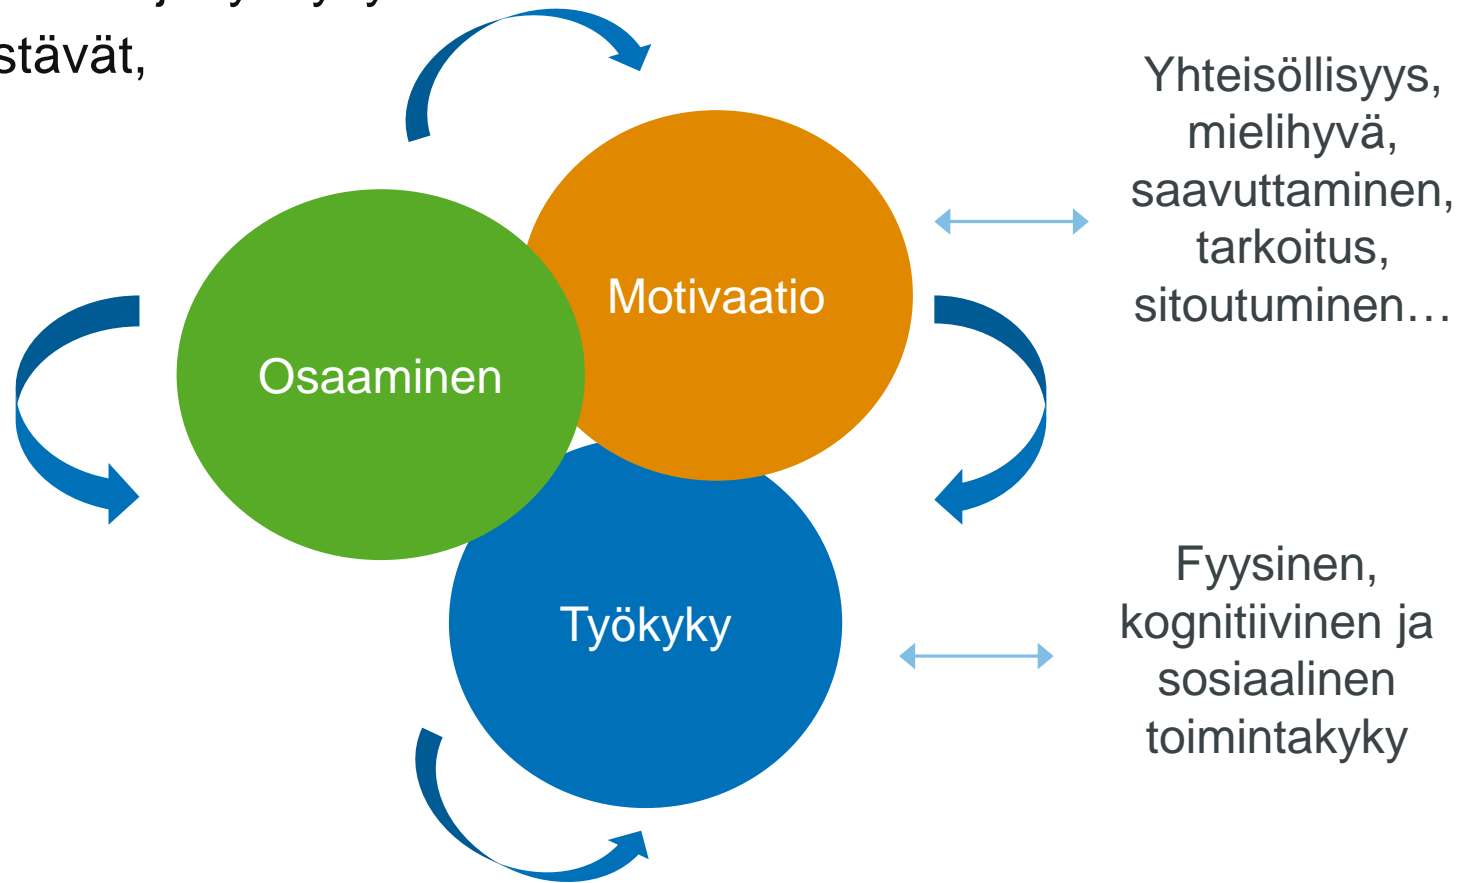 stävät,
Yhteisöllisyys,
mielihyvä,
saavuttaminen,
tarkoitus,
sitoutuminen…
Motivaatio
Osaaminen
Työkyky
Fyysinen,
kognitiivinen ja
sosiaalinen
toimintakyky